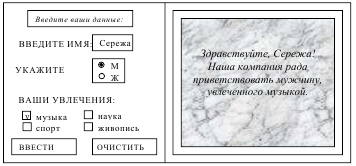 Введите ваши данные:
ВВЕДИТЕ ИМЯ: Сережа
УКАЖИТЕ М
Ж
ВАШИ УВЛЕЧЕНИЯ:
v музыка наука
спорт живопись
ВВЕСТИ ОЧИСТИТЬ
Здравствуйте, Сережа!
Наша компания рада
приветствовать мужчину,
увлеченного музыкой.